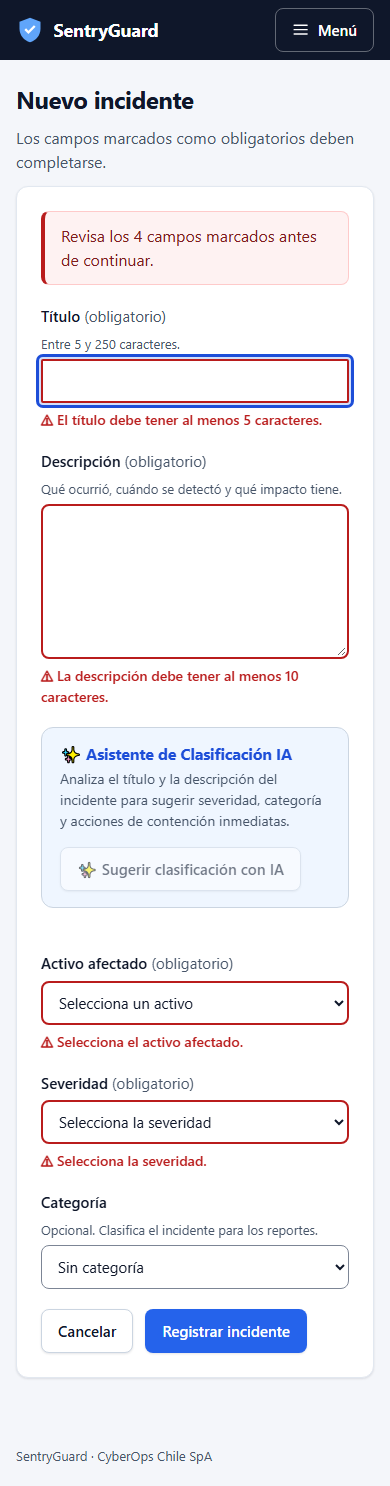 SentryGuard
Menú
Nuevo incidente
Los campos marcados como obligatorios deben
completarse.
Revisa los 4 campos marcados antes
de continuar.
Título (obligatorio)
Entre 5 y 250 caracteres.
⚠ El título debe tener al menos 5 caracteres.
Descripción (obligatorio)
Qué ocurrió, cuándo se detectó y qué impacto tiene.
⚠ La descripción debe tener al menos 10
caracteres.
✨ Asistente de Clasificación IA
Analiza el título y la descripción del
incidente para sugerir severidad, categoría
y acciones de contención inmediatas.
✨ Sugerir clasificación con IA
Activo afectado (obligatorio)
Selecciona un activo
⚠ Selecciona el activo afectado.
Severidad (obligatorio)
Selecciona la severidad
⚠ Selecciona la severidad.
Categoría
Opcional. Clasifica el incidente para los reportes.
Sin categoría
Cancelar
Registrar incidente
SentryGuard · CyberOps Chile SpA